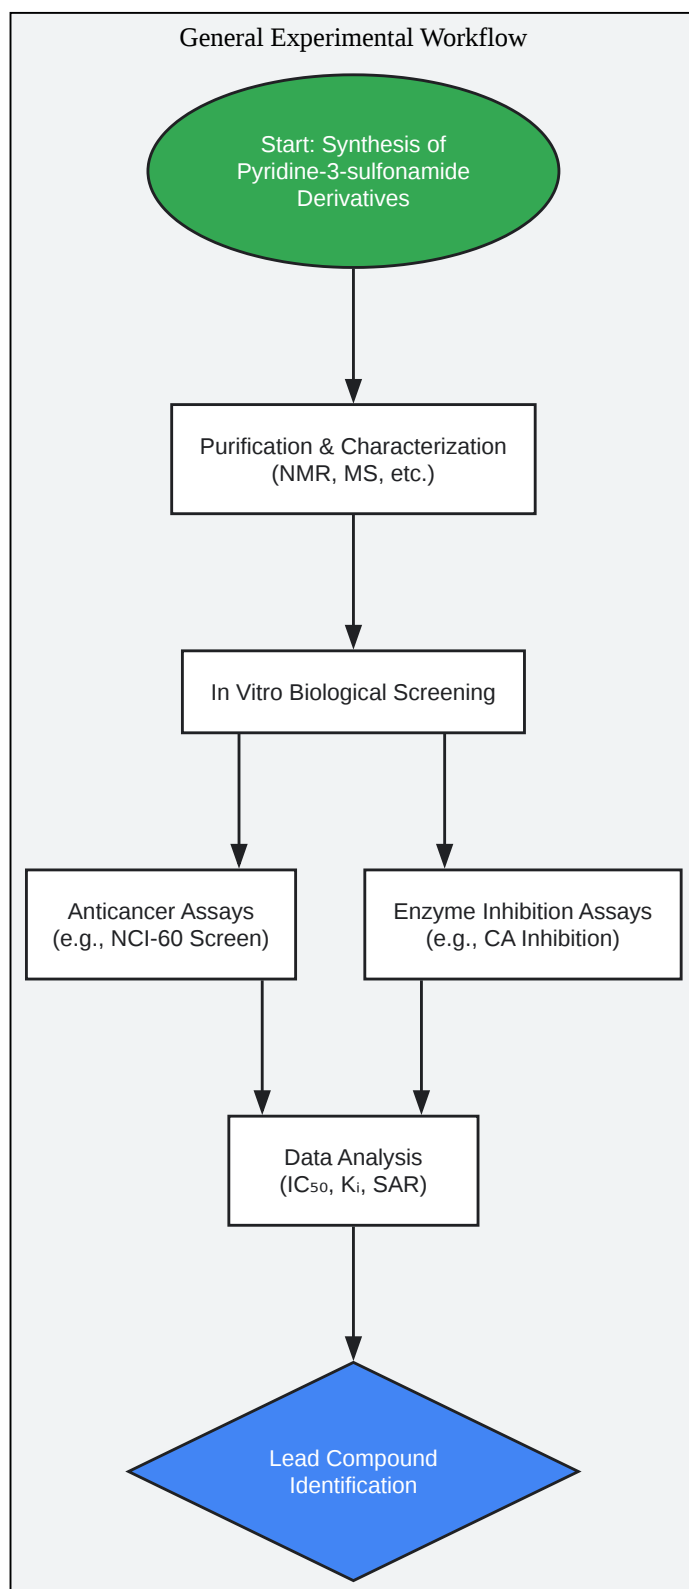 General Experimental Workflow
Start: Synthesis of
Pyridine-3-sulfonamide
Derivatives
Purification & Characterization
(NMR, MS, etc.)
In Vitro Biological Screening
Anticancer Assays
(e.g., NCI-60 Screen)
Enzyme Inhibition Assays
(e.g., CA Inhibition)
Data Analysis
(IC₅₀, Kᵢ, SAR)
Lead Compound
Identification